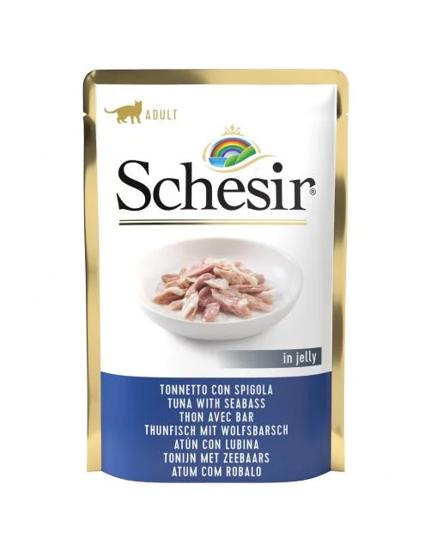 ADULT
Schesir®
in jelly
TONNETTO CON SPIGOLA
TUNA WITH SEABASS
THON AVEC BAR
THUNFISCH MIT WOLFSBARSCH
ATÚN CON LUBINA
TONIJN MET ZEEBAARS
ATUM COM ROBALO